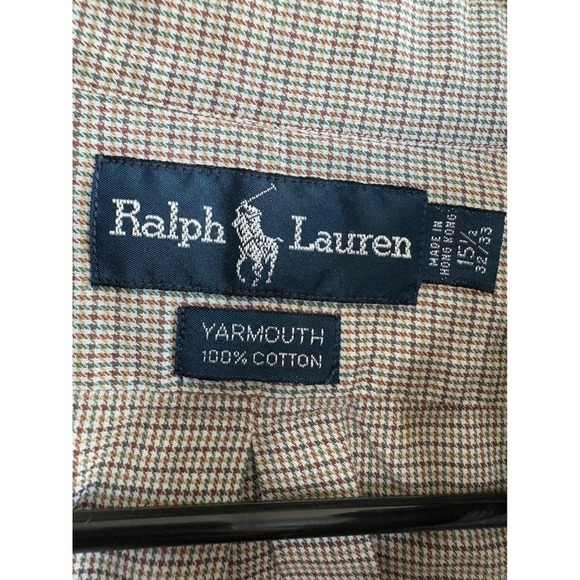 Ralph Lauren
MADE IN
HONG KONG
15½
32/33
YARMOUTH
100% COTTON